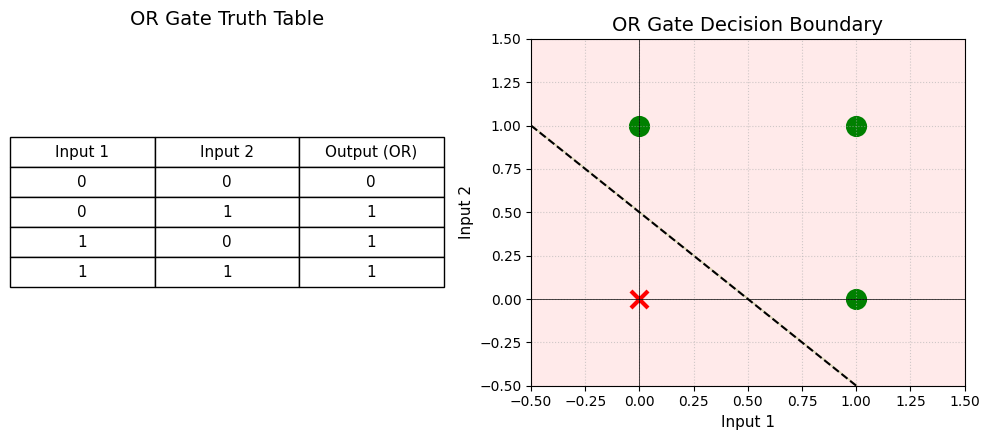 OR Gate Truth Table
Input 1 Input 2 Output (OR)
0 0 0
0 1 1
1 0 1
1 1 1
OR Gate Decision Boundary
1.50
1.25
1.00
0.75
0.50
0.25
0.00
−0.25
−0.50
Input 2
−0.50 −0.25 0.00 0.25 0.50 0.75 1.00 1.25 1.50
Input 1